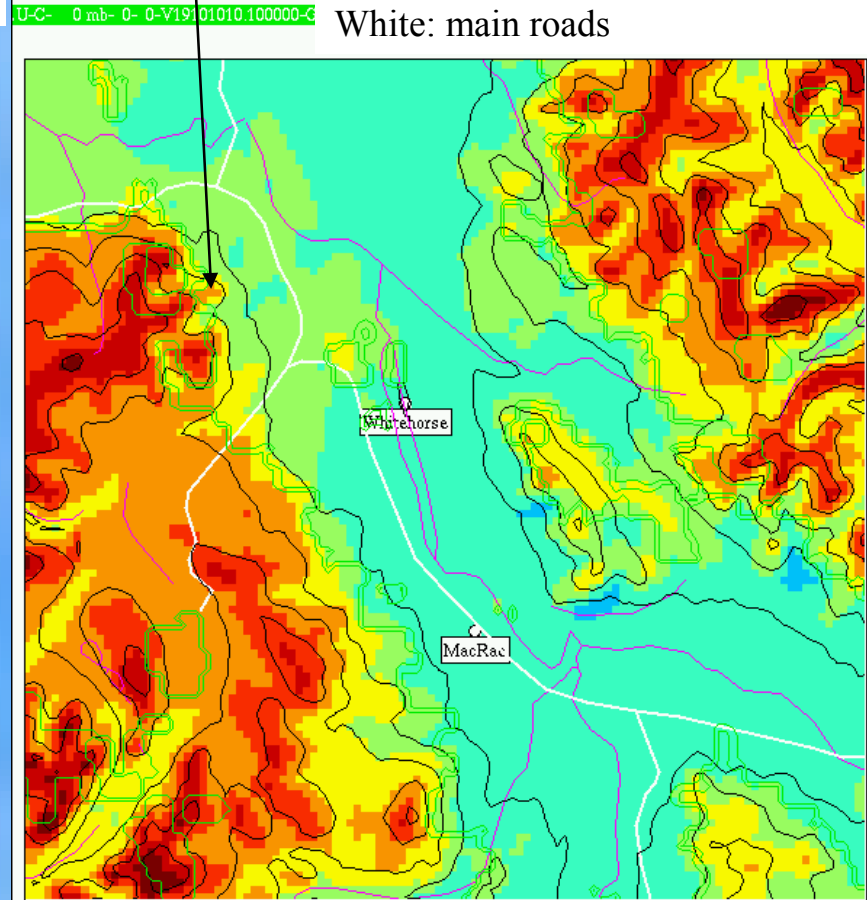 .U-C- 0 mb- 0- 0-V19101010.100000-G
White: main roads
Whitehorse
MacRae